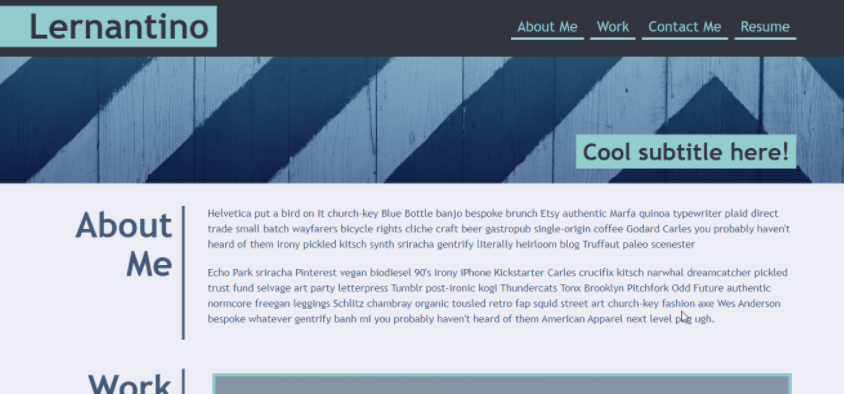 Lernantino
About Me
Work
Contact Me
Resume
Cool subtitle here!
About
Me
Helvetica put a bird on it church-key Blue Bottle banjo bespoke brunch Etsy authentic Marfa quinoa typewriter plaid direct
trade small batch wayfarers bicycle rights cliche craft beer gastropub single-origin coffee Godard Carles you probably haven't
heard of them irony pickled kitsch synth sriracha gentrify literally heirloom blog Truffaut paleo scenester
Echo Park sriracha Pinterest vegan biodiesel 90's irony iPhone Kickstarter Carles crucifix kitsch narwhal dreamcatcher pickled
trust fund selvage art party letterpress Tumblr post-ironic kogi Thundercats Tonx Brooklyn Pitchfork Odd Future authentic
normcore freegan leggings Schlitz chambray organic tousled retro fap squid street art church-key fashion axe Wes Anderson
bespoke whatever gentrify banh mi you probably haven't heard of them American Apparel next level pug ugh.
Work